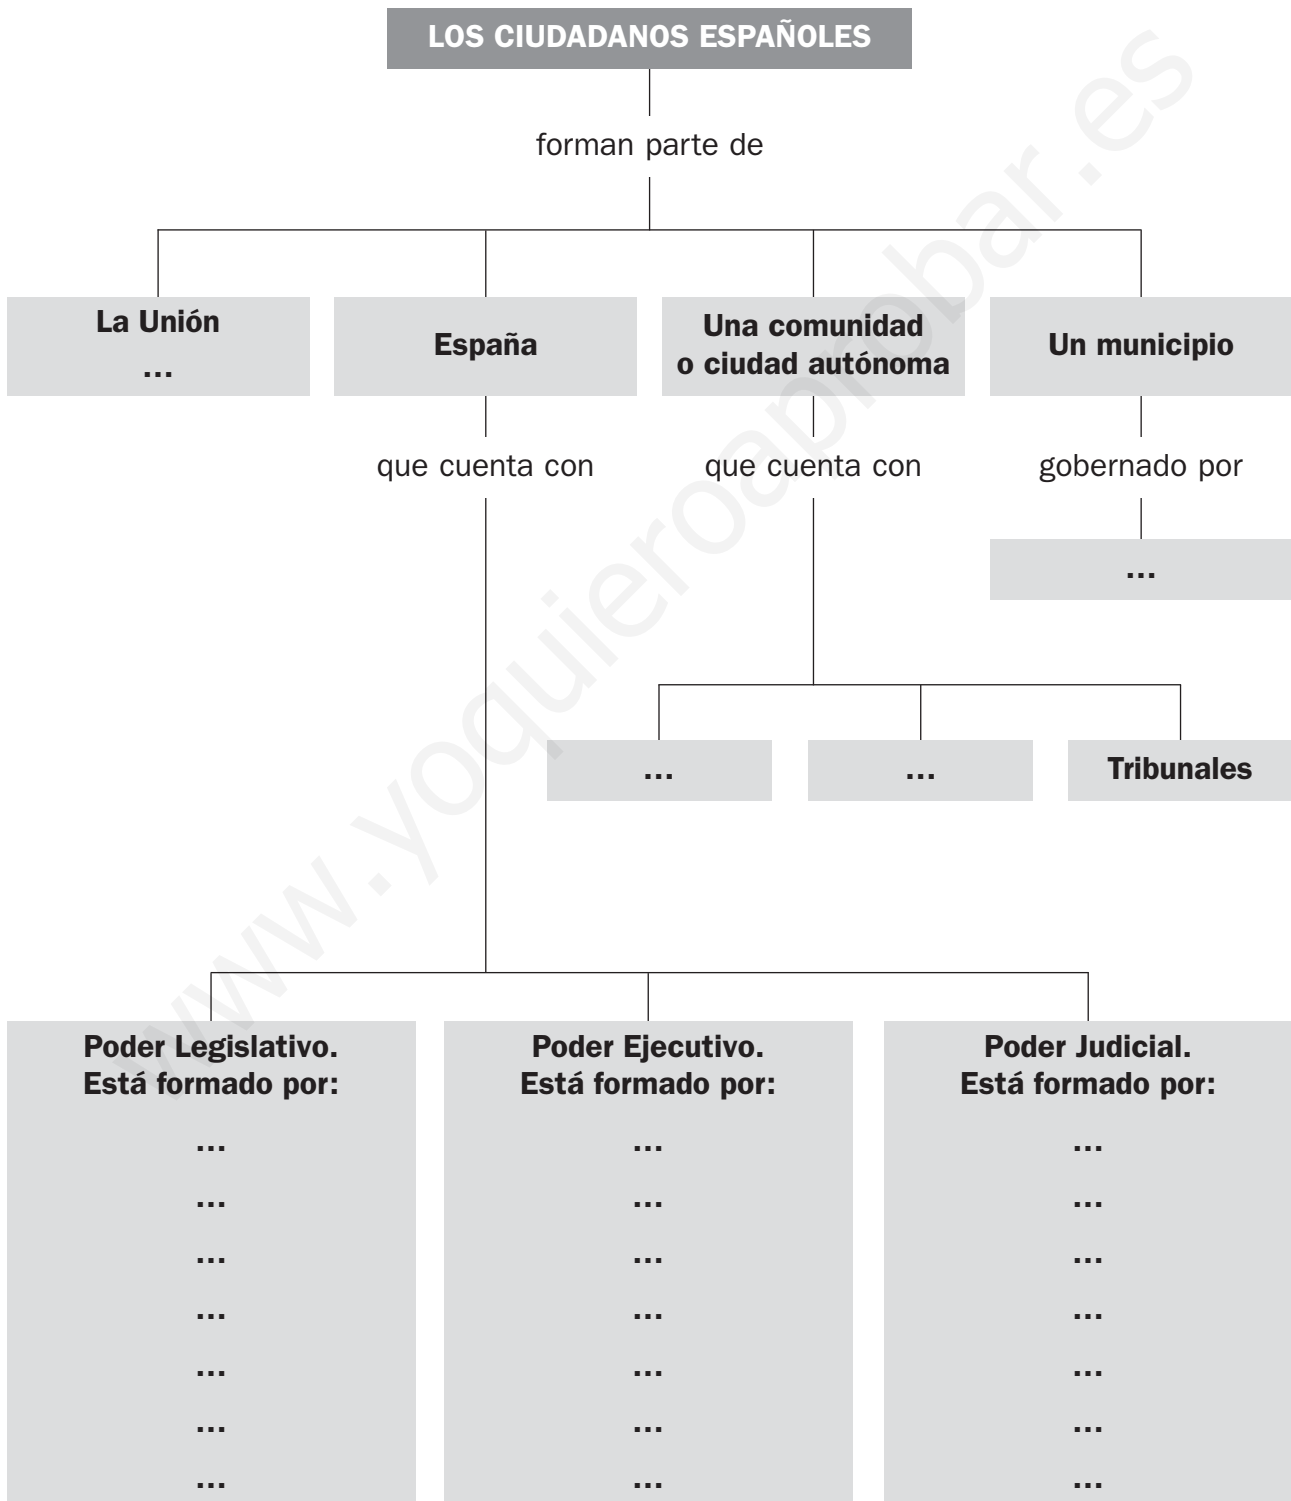 LOS CIUDADANOS ESPAÑOLES
forman parte de
La Unión
...
España
Una comunidad
o ciudad autónoma
Un municipio
que cuenta con
que cuenta con
gobernado por
...
...
...
Tribunales
Poder Legislativo.
Está formado por:
...
...
...
...
...
...
...
Poder Ejecutivo.
Está formado por:
...
...
...
...
...
...
...
Poder Judicial.
Está formado por:
...
...
...
...
...
...
...
www.yoquieroaprobar.es